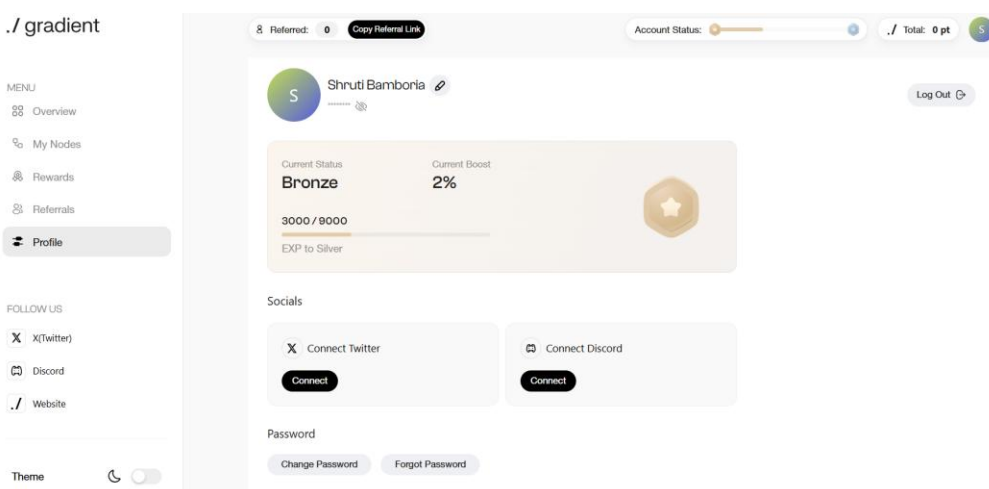 ./ gradient
Referred: 0 Copy Referral Link
Account Status:
./ Total: 0 pt
S
MENU
Overview
My Nodes
Rewards
Referrals
Profile
FOLLOW US
X(Twitter)
Discord
./ Website
Theme
S
Shruti Bamboria
Log Out
Current Status
Current Boost
Bronze
2%
3000 / 9000
EXP to Silver
Socials
Connect Twitter
Connect
Connect Discord
Connect
Password
Change Password
Forgot Password